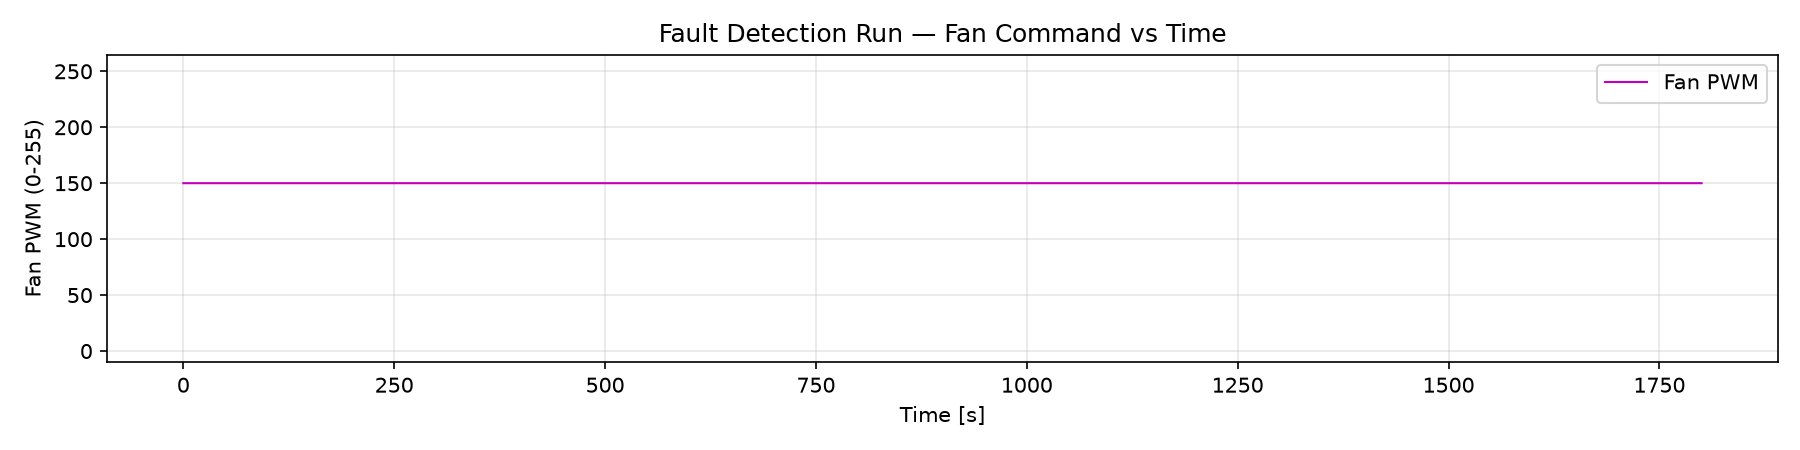 Fault Detection Run — Fan Command vs Time
Fan PWM
Fan PWM (0-255)
250
200
150
100
50
0
0 250 500 750 1000 1250 1500 1750
Time [s]